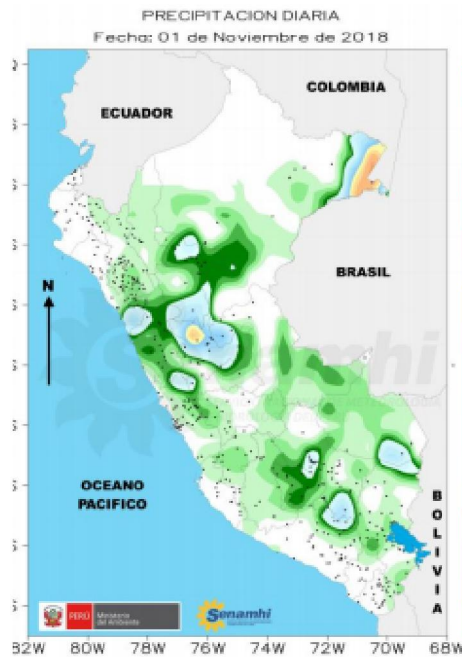 PRECIPITACION DIARIA
Fecha: 01 de Noviembre de 2018
COLOMBIA
ECUADOR
BRASIL
N
Senamhi
OCEANO
PACIFICO
BOLIVIA
PERÚ
Ministerio
del Ambiente
Senamhi
82W 80W 78W 76W 74W 72W 70W 68W